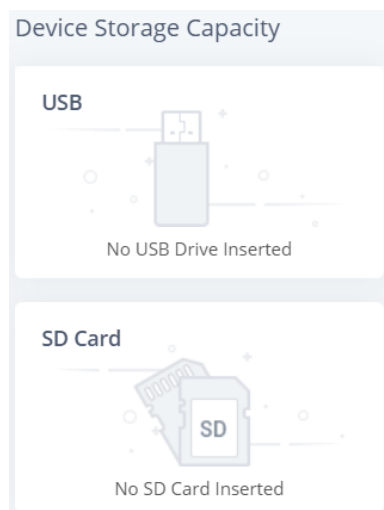 Device Storage Capacity
USB
No USB Drive Inserted
SD Card
SD
No SD Card Inserted